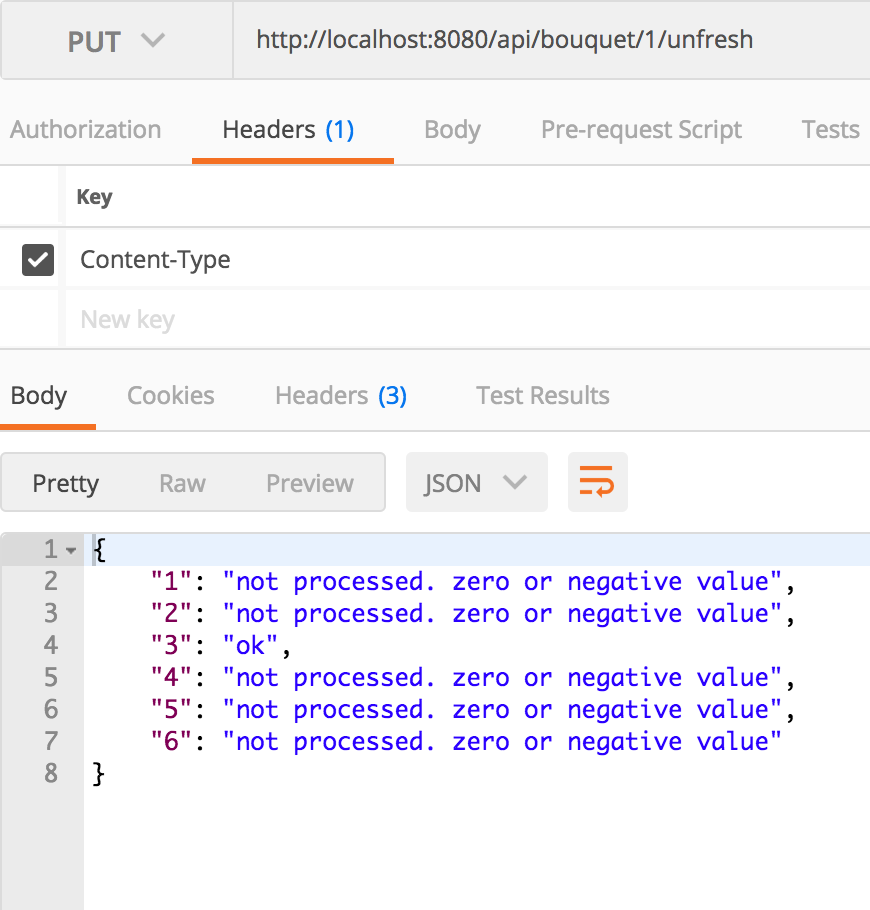 PUT http://localhost:8080/api/bouquet/1/unfresh
Authorization Headers (1) Body Pre-request Script Tests
Key
Content-Type
New key
Body Cookies Headers (3) Test Results
Pretty Raw Preview JSON
1 {
2 "1": "not processed. zero or negative value",
3 "2": "not processed. zero or negative value",
4 "3": "ok",
5 "4": "not processed. zero or negative value",
6 "5": "not processed. zero or negative value",
7 "6": "not processed. zero or negative value"
8 }